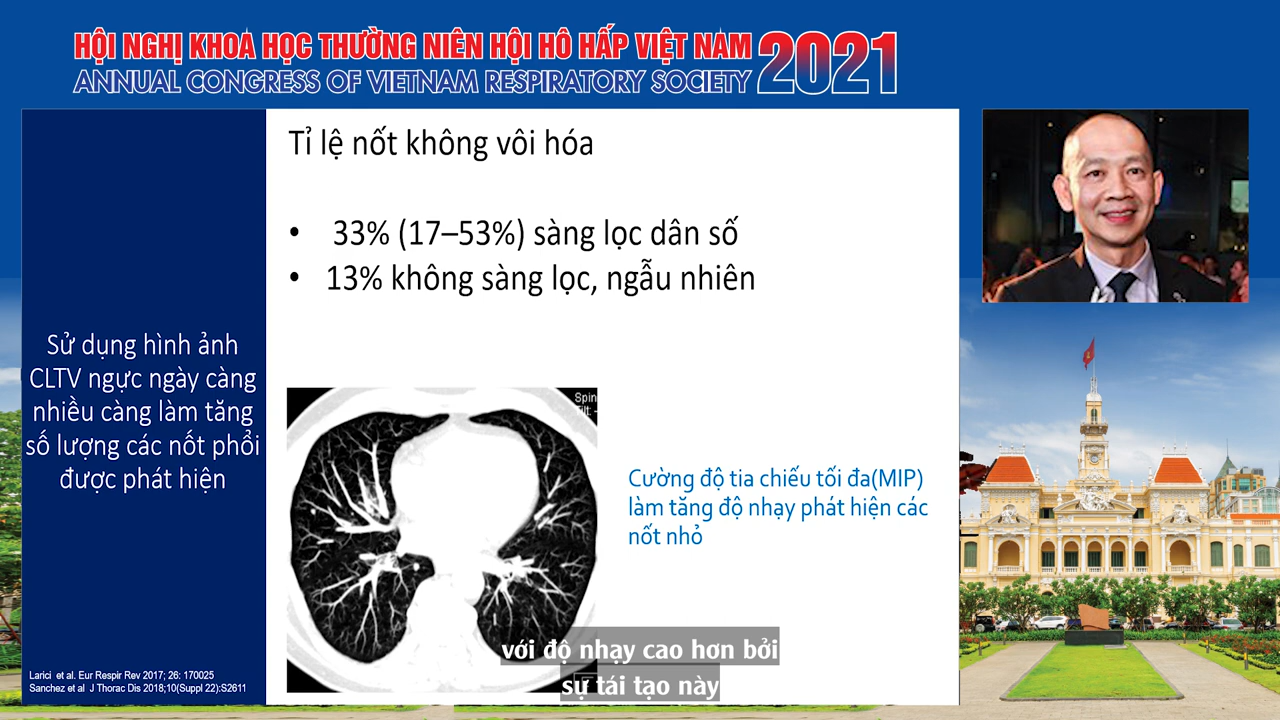 HỘI NGHỊ KHOA HỌC THƯỜNG NIÊN HỘI HÔ HẤP VIỆT NAM
ANNUAL CONGRESS OF VIETNAM RESPIRATORY SOCIETY
2021
Sử dụng hình ảnh
CLTV ngực ngày càng
nhiều càng làm tăng
số lượng các nốt phổi
được phát hiện
Larici et al. Eur Respir Rev 2017; 26: 170025
Sanchez et al J Thorac Dis 2018;10(Suppl 22):S2611
Tỉ lệ nốt không vôi hóa
• 33% (17–53%) sàng lọc dân số
• 13% không sàng lọc, ngẫu nhiên
Spin
Tilt: -
Cường độ tia chiếu tối đa(MIP)
làm tăng độ nhạy phát hiện các
nốt nhỏ
với độ nhạy cao hơn bởi
sự tái tạo này